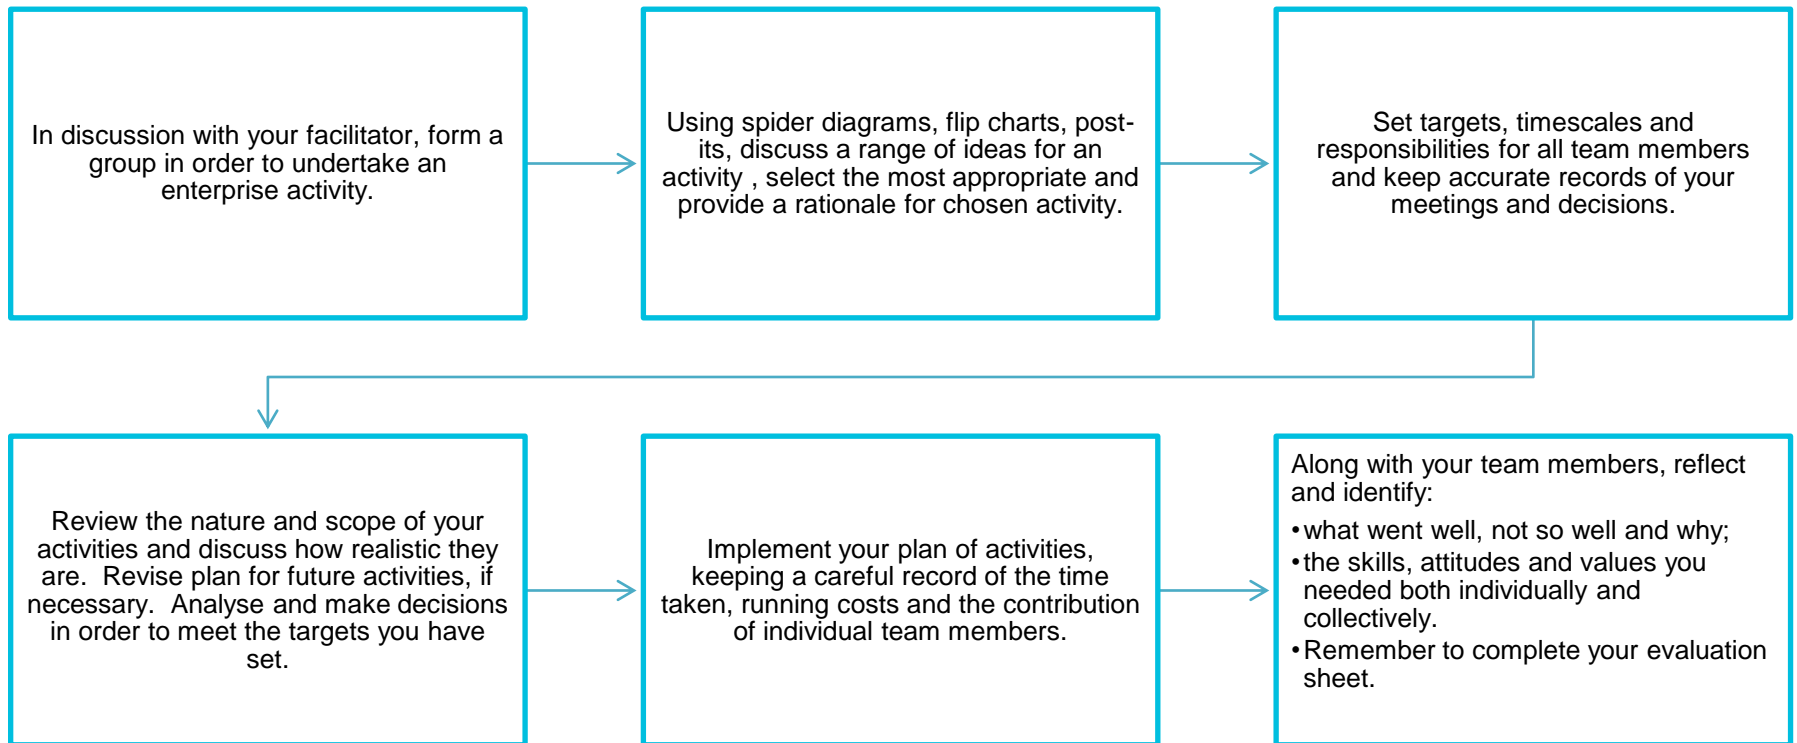 In discussion with your facilitator, form a
group in order to undertake an
enterprise activity.
Using spider diagrams, flip charts, post-
its, discuss a range of ideas for an
activity , select the most appropriate and
provide a rationale for chosen activity.
Set targets, timescales and
responsibilities for all team members
and keep accurate records of your
meetings and decisions.
Review the nature and scope of your
activities and discuss how realistic they
are.  Revise plan for future activities, if
necessary.  Analyse and make decisions
in order to meet the targets you have
set.
Implement your plan of activities,
keeping a careful record of the time
taken, running costs and the contribution
of individual team members.
Along with your team members, reflect
and identify:
•what went well, not so well and why;
•the skills, attitudes and values you
needed both individually and
collectively.
•Remember to complete your evaluation
sheet.